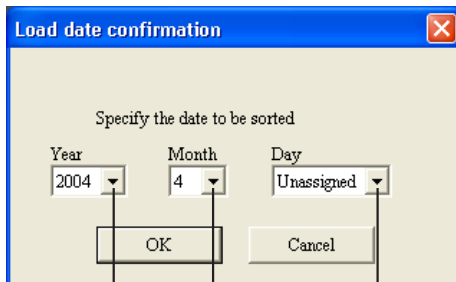 Load date confirmation
Specify the date to be sorted
Year Month Day
2004 4 Unassigned
OK Cancel